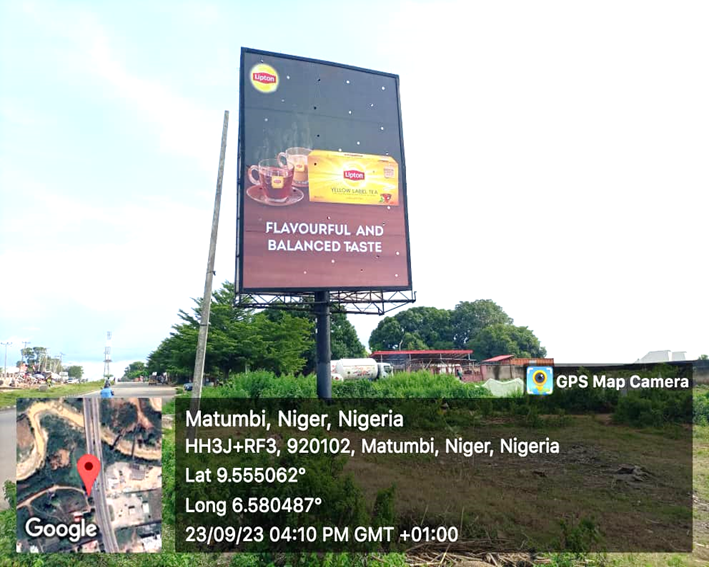 Lipton
Lipton
YELLOW LABEL TEA
FLAVOURFUL AND
BALANCED TASTE
GPS Map Camera
Matumbi, Niger, Nigeria
HH3J+RF3, 920102, Matumbi, Niger, Nigeria
Lat 9.555062°
Long 6.580487°
23/09/23 04:10 PM GMT +01:00
Google